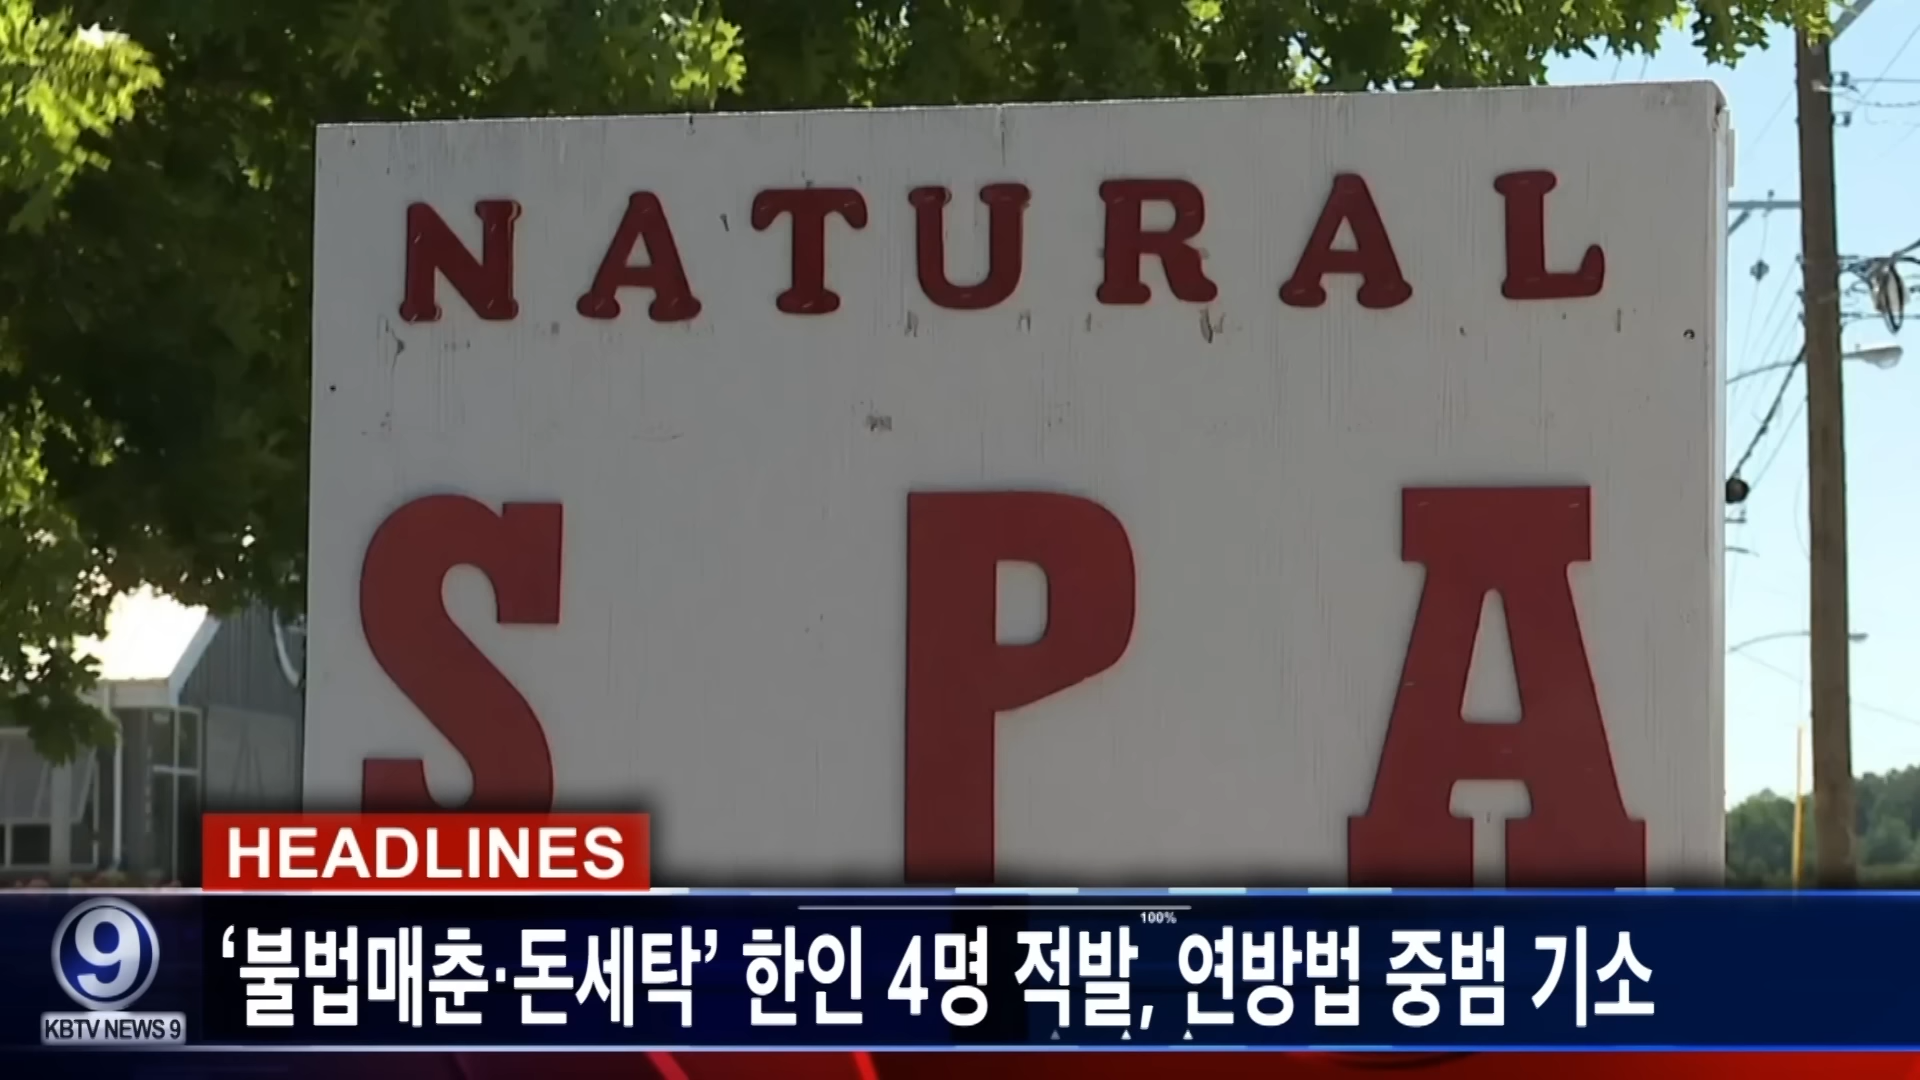 NATURAL
SPA
HEADLINES
100%
‘불법매춘·돈세탁’ 한인 4명 적발, 연방법 중범 기소
9
KBTV NEWS 9